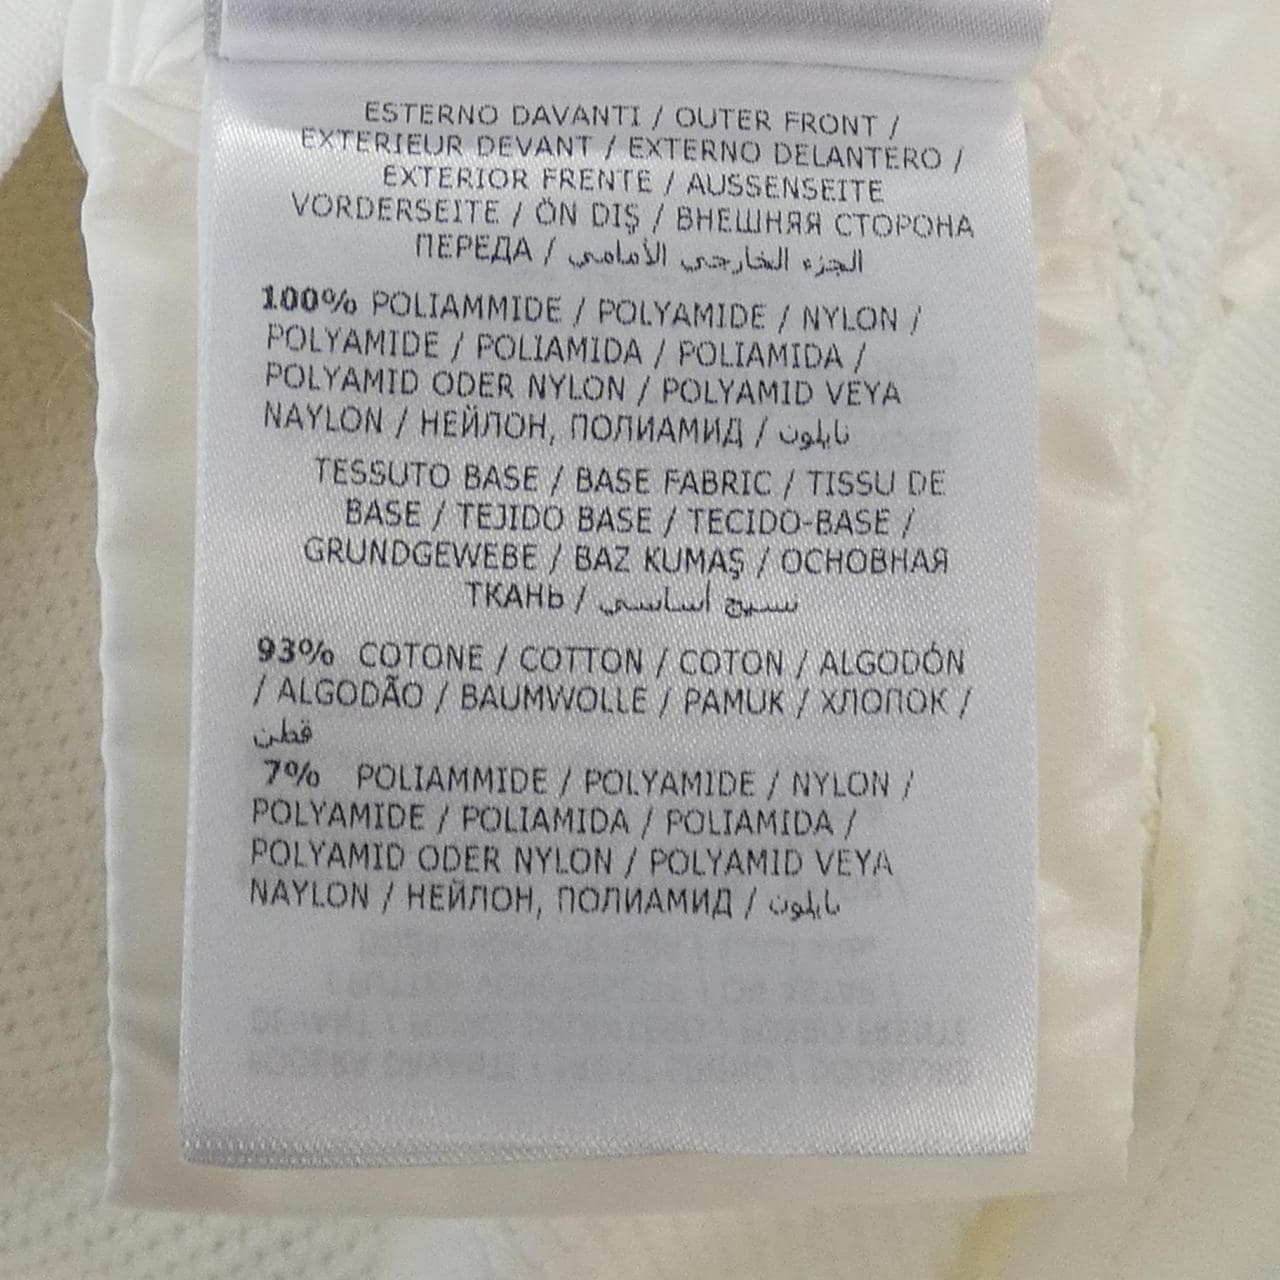 ESTERNO DAVANTI / OUTER FRONT /
EXTERIEUR DEVANT / EXTERNO DELANTERO /
EXTERIOR FRENTE / AUSSENSEITE
VORDERSEITE / ÖN DIŞ / ВНЕШНЯЯ СТОРОНА
ПЕРЕДА / الجزء الخارجي الأمامي
100% POLIAMMIDE / POLYAMIDE / NYLON /
POLYAMIDE / POLIAMIDA / POLIAMIDA /
POLYAMID ODER NYLON / POLYAMID VEYA
NAYLON / НЕЙЛОН, ПОЛИАМИД / نايلون
TESSUTO BASE / BASE FABRIC / TISSU DE
BASE / TEJIDO BASE / TECIDO-BASE /
GRUNDGEWEBE / BAZ KUMAŞ / ОСНОВНАЯ
ТКАНЬ / نسيج أساسي
93% COTONE / COTTON / COTON / ALGODÓN
/ ALGODÃO / BAUMWOLLE / PAMUK / ХЛОПОК /
قطن
7% POLIAMMIDE / POLYAMIDE / NYLON /
POLYAMIDE / POLIAMIDA / POLIAMIDA /
POLYAMID ODER NYLON / POLYAMID VEYA
NAYLON / НЕЙЛОН, ПОЛИАМИД / نايلون